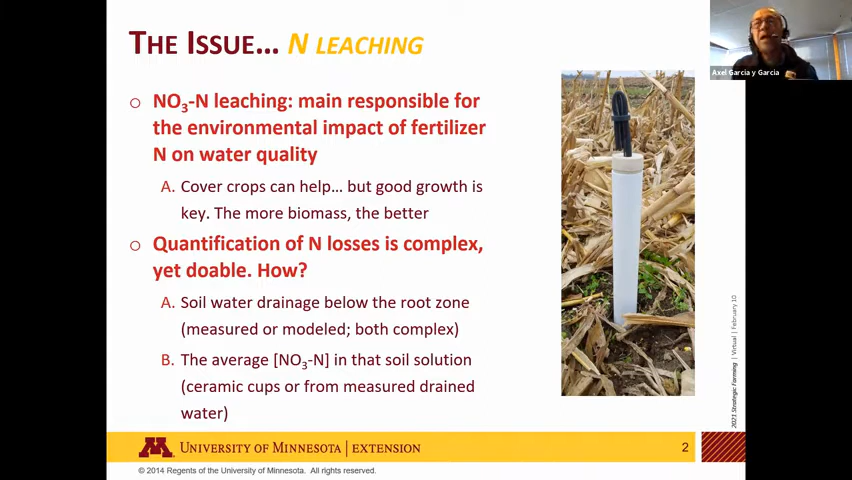 THE ISSUE... N LEACHING
Axel Garcia y Garcia
○ NO3-N leaching: main responsible for
the environmental impact of fertilizer
N on water quality
A. Cover crops can help... but good growth is
key. The more biomass, the better
○ Quantification of N losses is complex,
yet doable. How?
A. Soil water drainage below the root zone
(measured or modeled; both complex)
B. The average [NO3-N] in that soil solution
(ceramic cups or from measured drained
water)
2021 Strategic Farming | Virtual | February 10
M UNIVERSITY OF MINNESOTA | EXTENSION
2
© 2014 Regents of the University of Minnesota. All rights reserved.